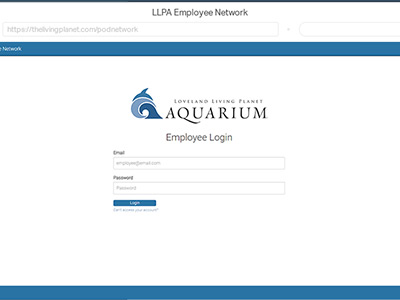 LLPA Employee Network
https://thelivingplanet.com/podnetwork
e Network
LOVELAND LIVING PLANET
AQUARIUM
Employee Login
Email
employee@email.com
Password
Password
Login
Can't access your account?